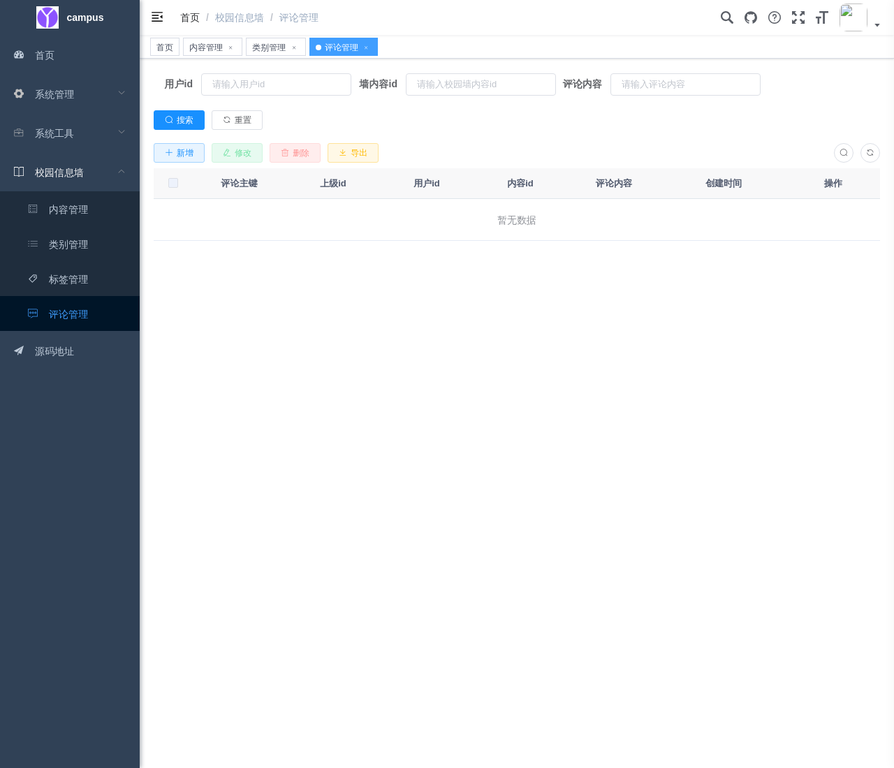 campus
首页 / 校园信息墙 / 评论管理
首页 内容管理 × 类别管理 × 评论管理 ×
首页
系统管理
系统工具
校园信息墙
内容管理
类别管理
标签管理
评论管理
源码地址
用户id 请输入用户id 墙内容id 请输入校园墙内容id 评论内容 请输入评论内容
搜索 重置
新增 修改 删除 导出
评论主键 上级id 用户id 内容id 评论内容 创建时间 操作
暂无数据